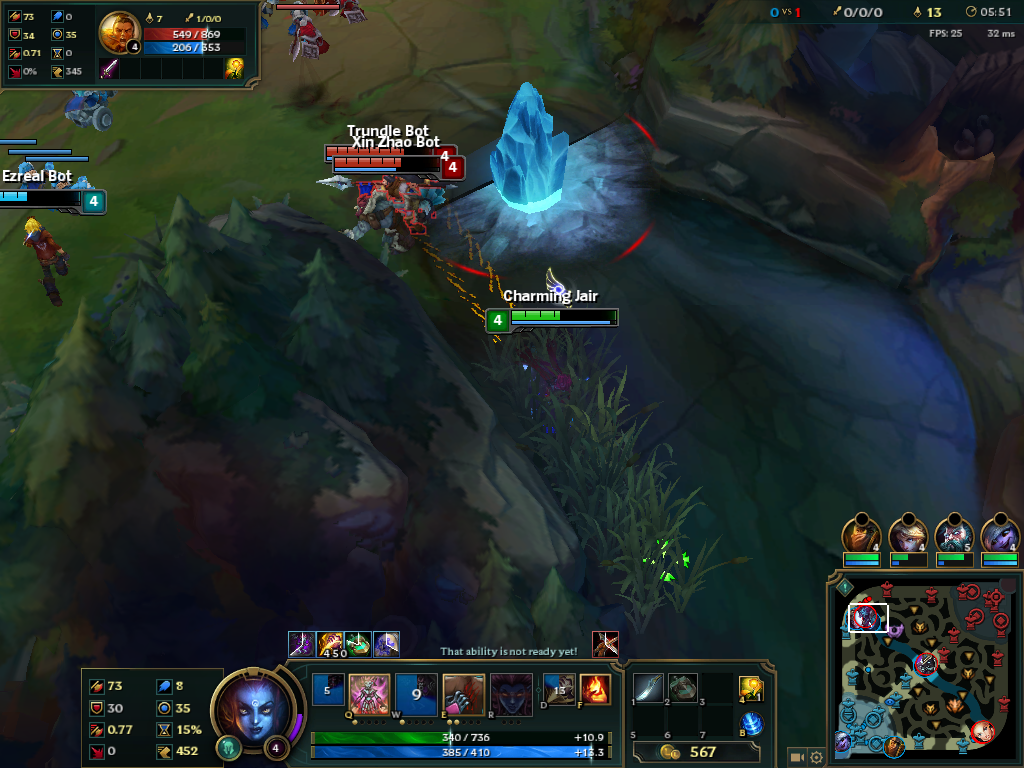 73 0
34 35
0.71 0
0% 345
7 1/0/0
549 / 869
206 / 353
4
0 vs 1 0/0/0 13 05:51
FPS: 25 32 ms
Trundle Bot
Xin Zhao Bot
4
4
Ezreal Bot
4
Charming Jair
4
4 4 5 4
450
That ability is not ready yet!
73 8
30 35
0.77 15%
0 452
4
5 9 13
Q W E R D F
340 / 736 +10.9
385 / 410 +13.3
1 2 3 4 1
5 6 7 B
567